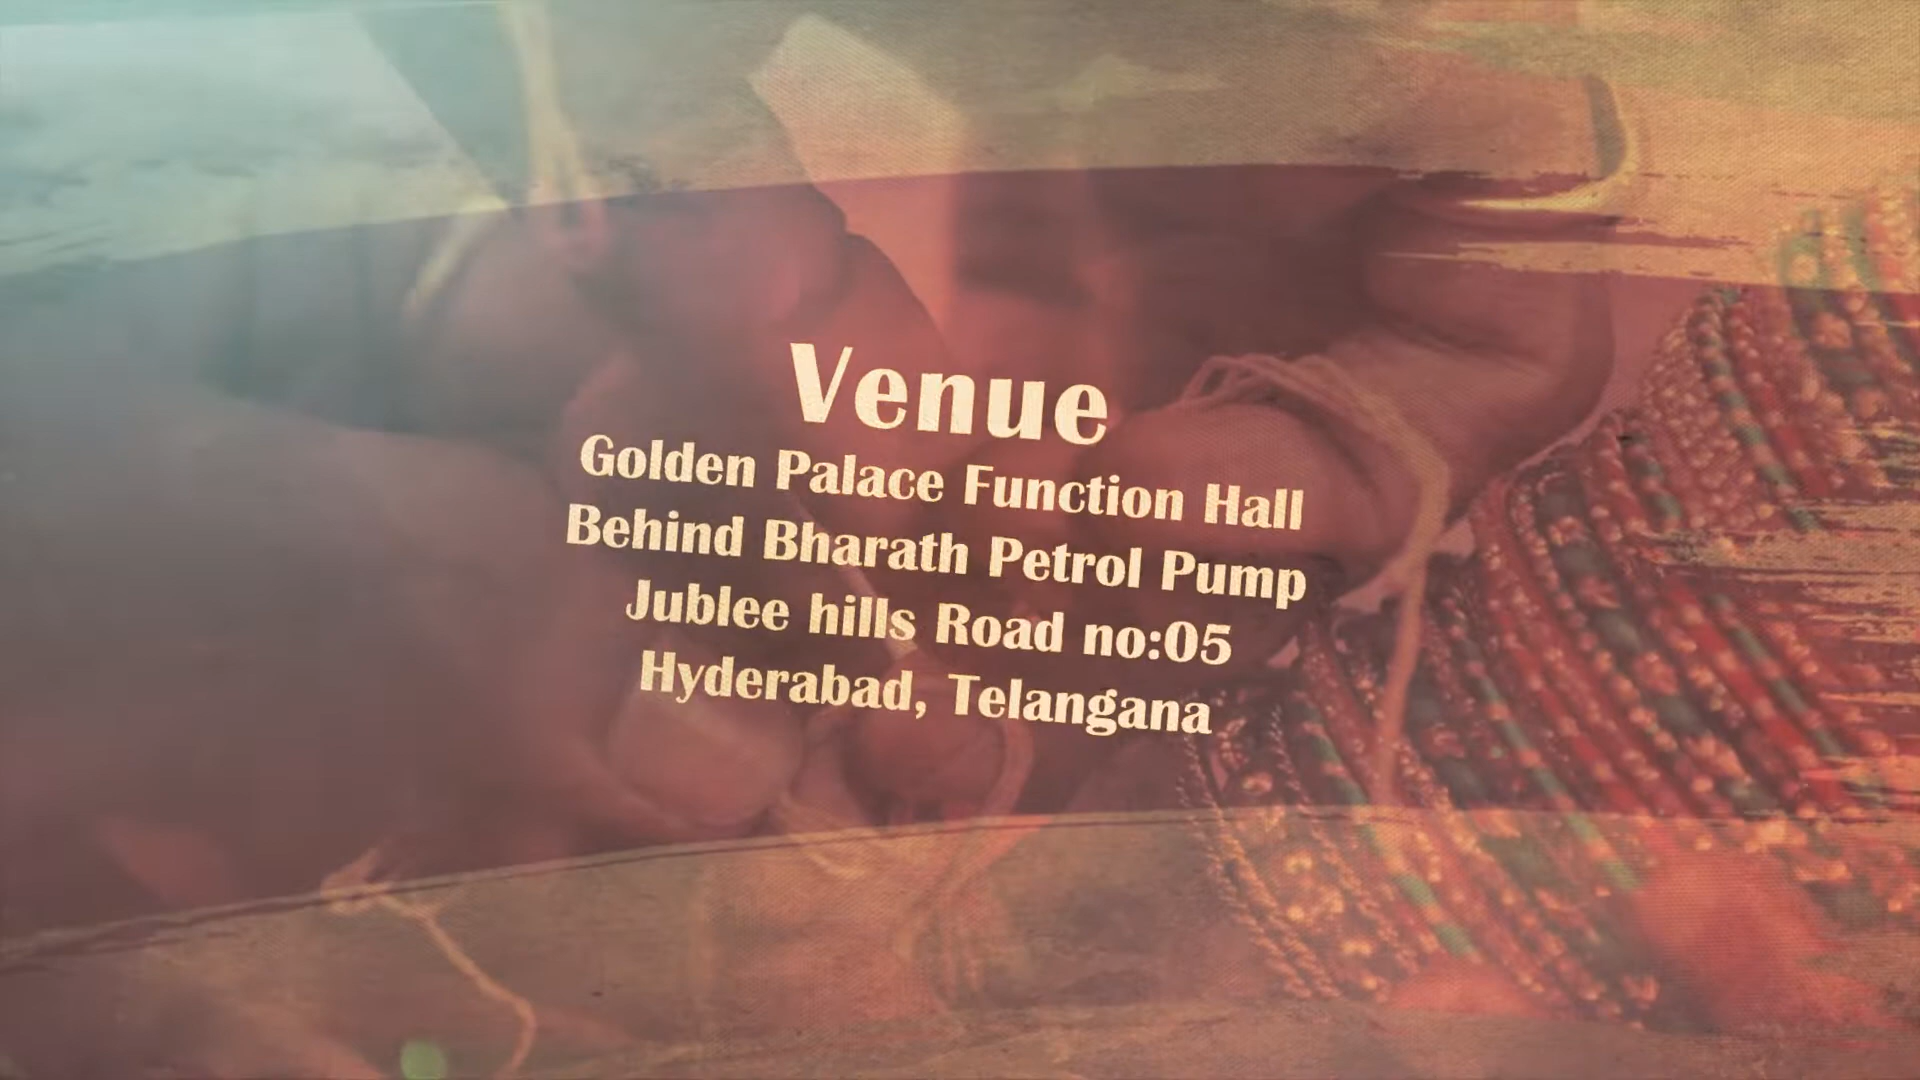 Venue
Golden Palace Function Hall
Behind Bharath Petrol Pump
Jublee hills Road no:05
Hyderabad, Telangana